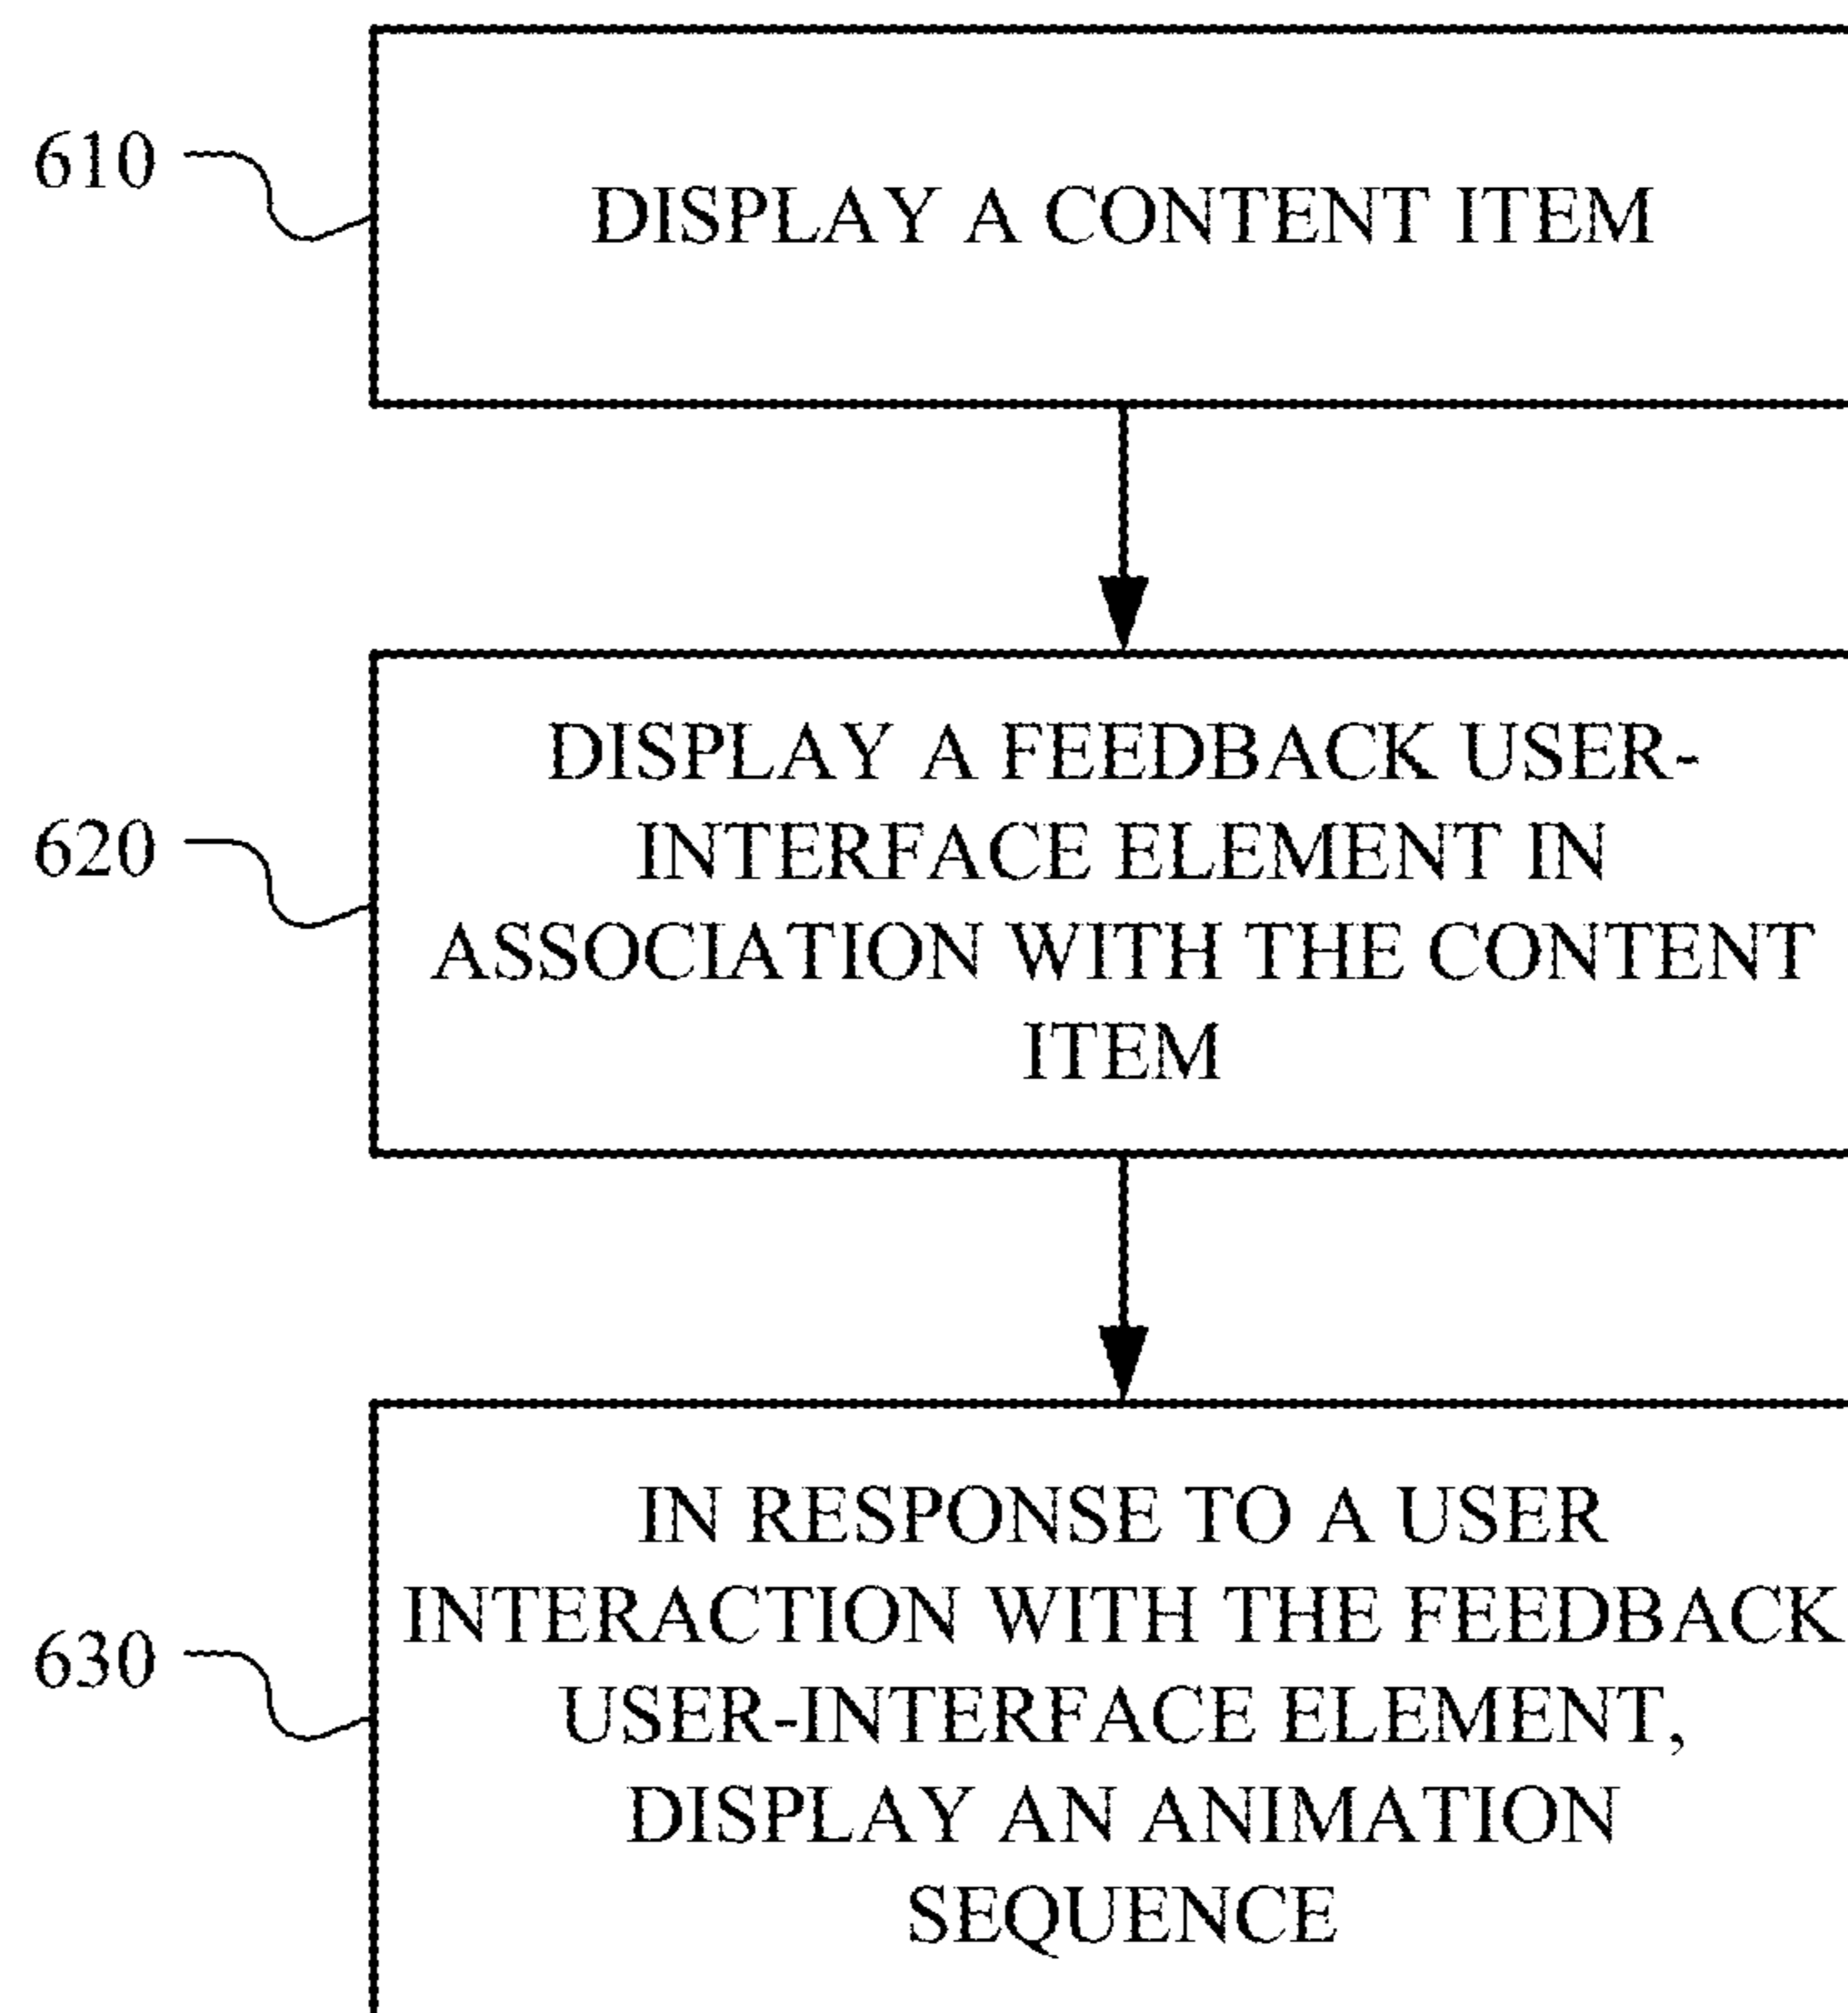 610
DISPLAY A CONTENT ITEM
620
DISPLAY A FEEDBACK USER-
INTERFACE ELEMENT IN
ASSOCIATION WITH THE CONTENT
ITEM
630
IN RESPONSE TO A USER
INTERACTION WITH THE FEEDBACK
USER-INTERFACE ELEMENT,
DISPLAY AN ANIMATION
SEQUENCE